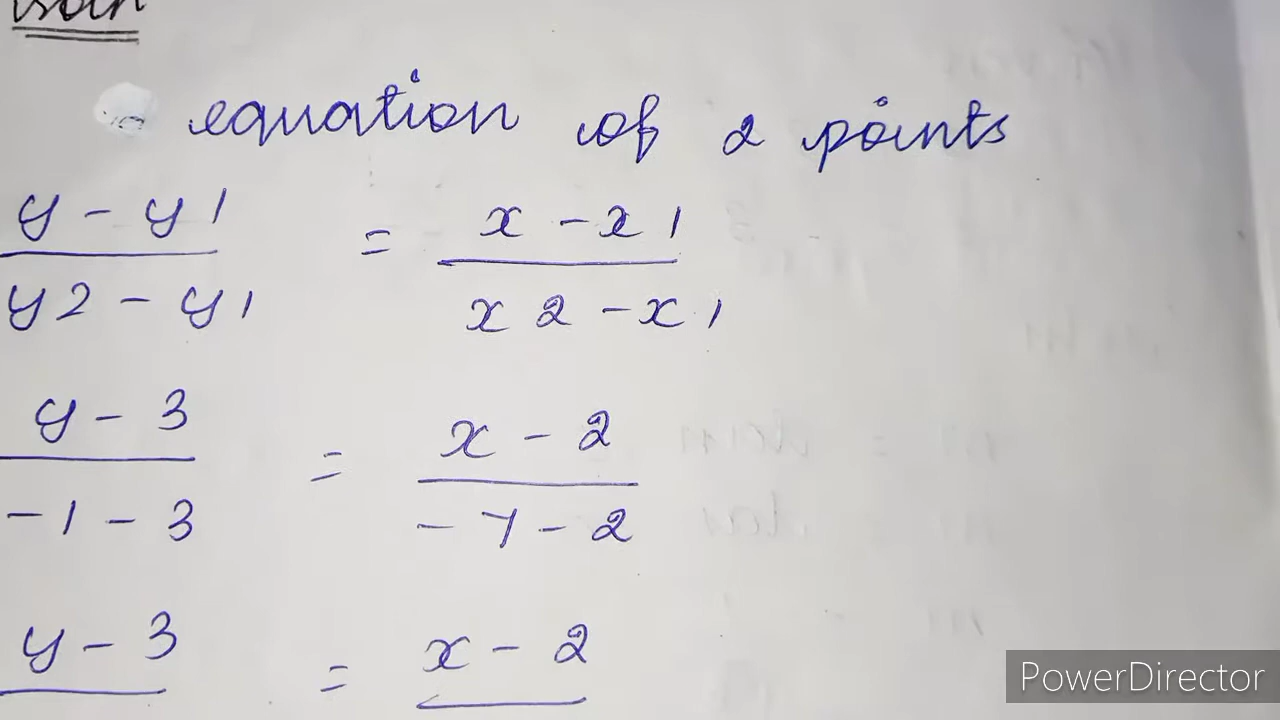 equation of 2 points
y - y1 = x - x1
y2 - y1 x2 - x1
y - 3 = x - 2
-1 - 3 -7 - 2
y - 3 = x - 2
PowerDirector